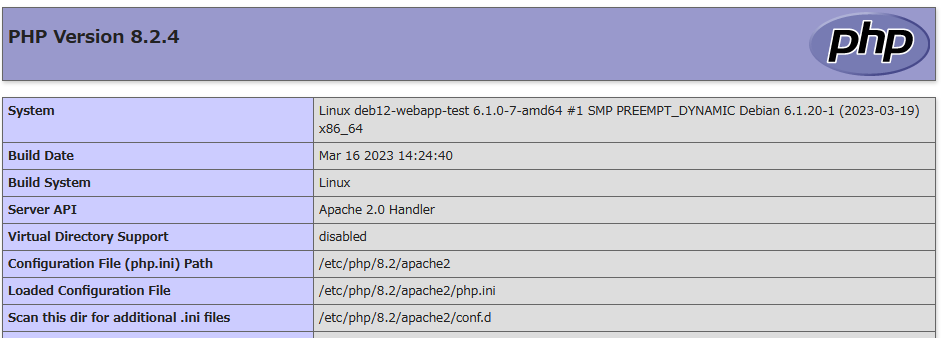 PHP Version 8.2.4
php
System
Linux deb12-webapp-test 6.1.0-7-amd64 #1 SMP PREEMPT_DYNAMIC Debian 6.1.20-1 (2023-03-19)
x86_64
Build Date
Mar 16 2023 14:24:40
Build System
Linux
Server API
Apache 2.0 Handler
Virtual Directory Support
disabled
Configuration File (php.ini) Path
/etc/php/8.2/apache2
Loaded Configuration File
/etc/php/8.2/apache2/php.ini
Scan this dir for additional .ini files
/etc/php/8.2/apache2/conf.d